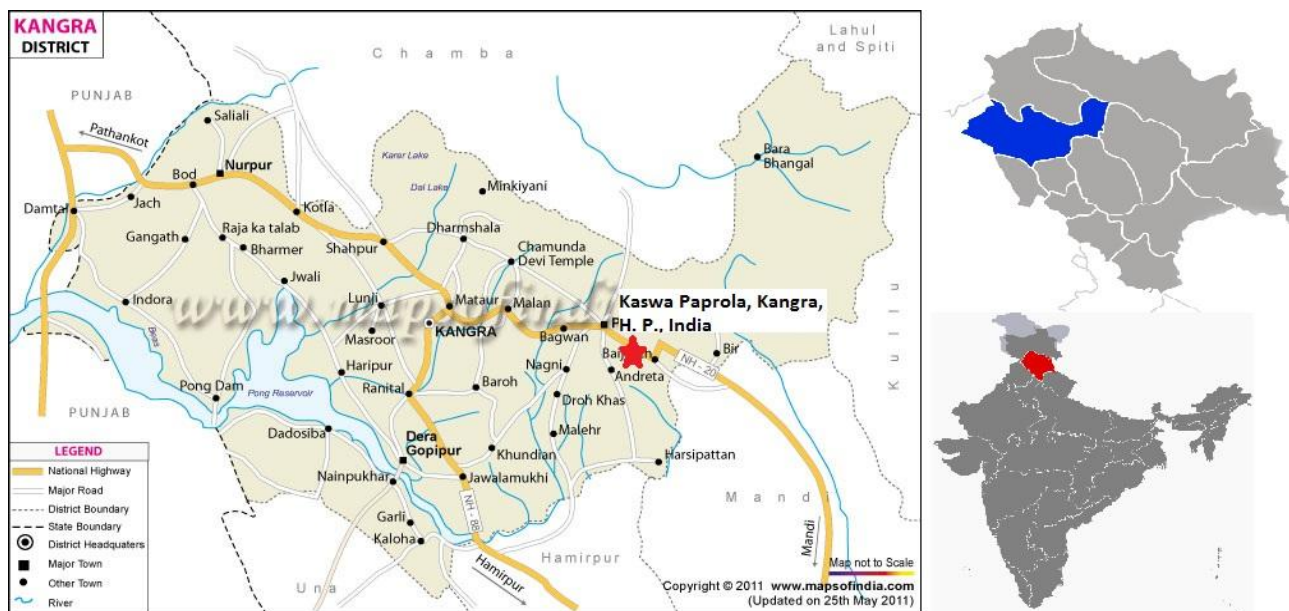 KANGRA
DISTRICT
Chamba
Lahul
and Spiti
PUNJAB
Pathankot
Saliali
Nurpur
Bod
Karer Lake
Dal Lake
Minkiyani
Bara
Bhangal
Damtal
Jach
Kotla
Gangath
Raja ka talab
Bharmer
Shahpur
Dharmshala
Chamunda
Devi Temple
Jwali
Indora
Lunji
Mataur
Malan
Kaswa Paprola, Kangra,
H. P., India
Beas
Masroor
KANGRA
Bagwan
P
Bir
NH - 20
Kullu
Haripur
Nagni
Andreta
Pong Dam
Pong Reservoir
Ranital
Baroh
Droh Khas
PUNJAB
Dadosiba
Dera
Gopipur
Malehr
Khundian
Harsipattan
Nainpukhar
Jawalamukhi
Mandi
NH - 88
Garli
Kaloha
Hamirpur
Mandi
Una
Hamirpur
LEGEND
National Highway
Major Road
District Boundary
State Boundary
District Headquaters
Major Town
Other Town
River
Map not to Scale
Copyright © 2011 www.mapsofindia.com
(Updated on 25th May 2011)